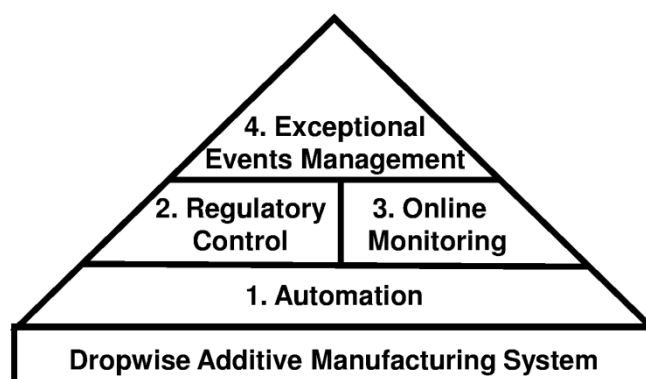 4. Exceptional
Events Management
2. Regulatory
Control
3. Online
Monitoring
1. Automation
Dropwise Additive Manufacturing System